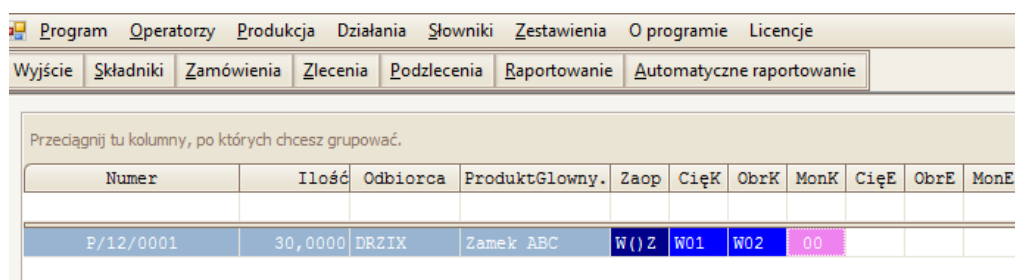 Program Operatorzy Produkcja Działania Słowniki Zestawienia O programie Licencje
Wyjście Składniki Zamówienia Zlecenia Podzlecenia Raportowanie Automatyczne raportowanie
Przeciągnij tu kolumny, po których chcesz grupować.
Numer Ilość Odbiorca ProduktGlowny. Zaop CięK ObrK MonK CięE ObrE MonE
P/12/0001 30,0000 DRZIX Zamek ABC W()Z W01 W02 00